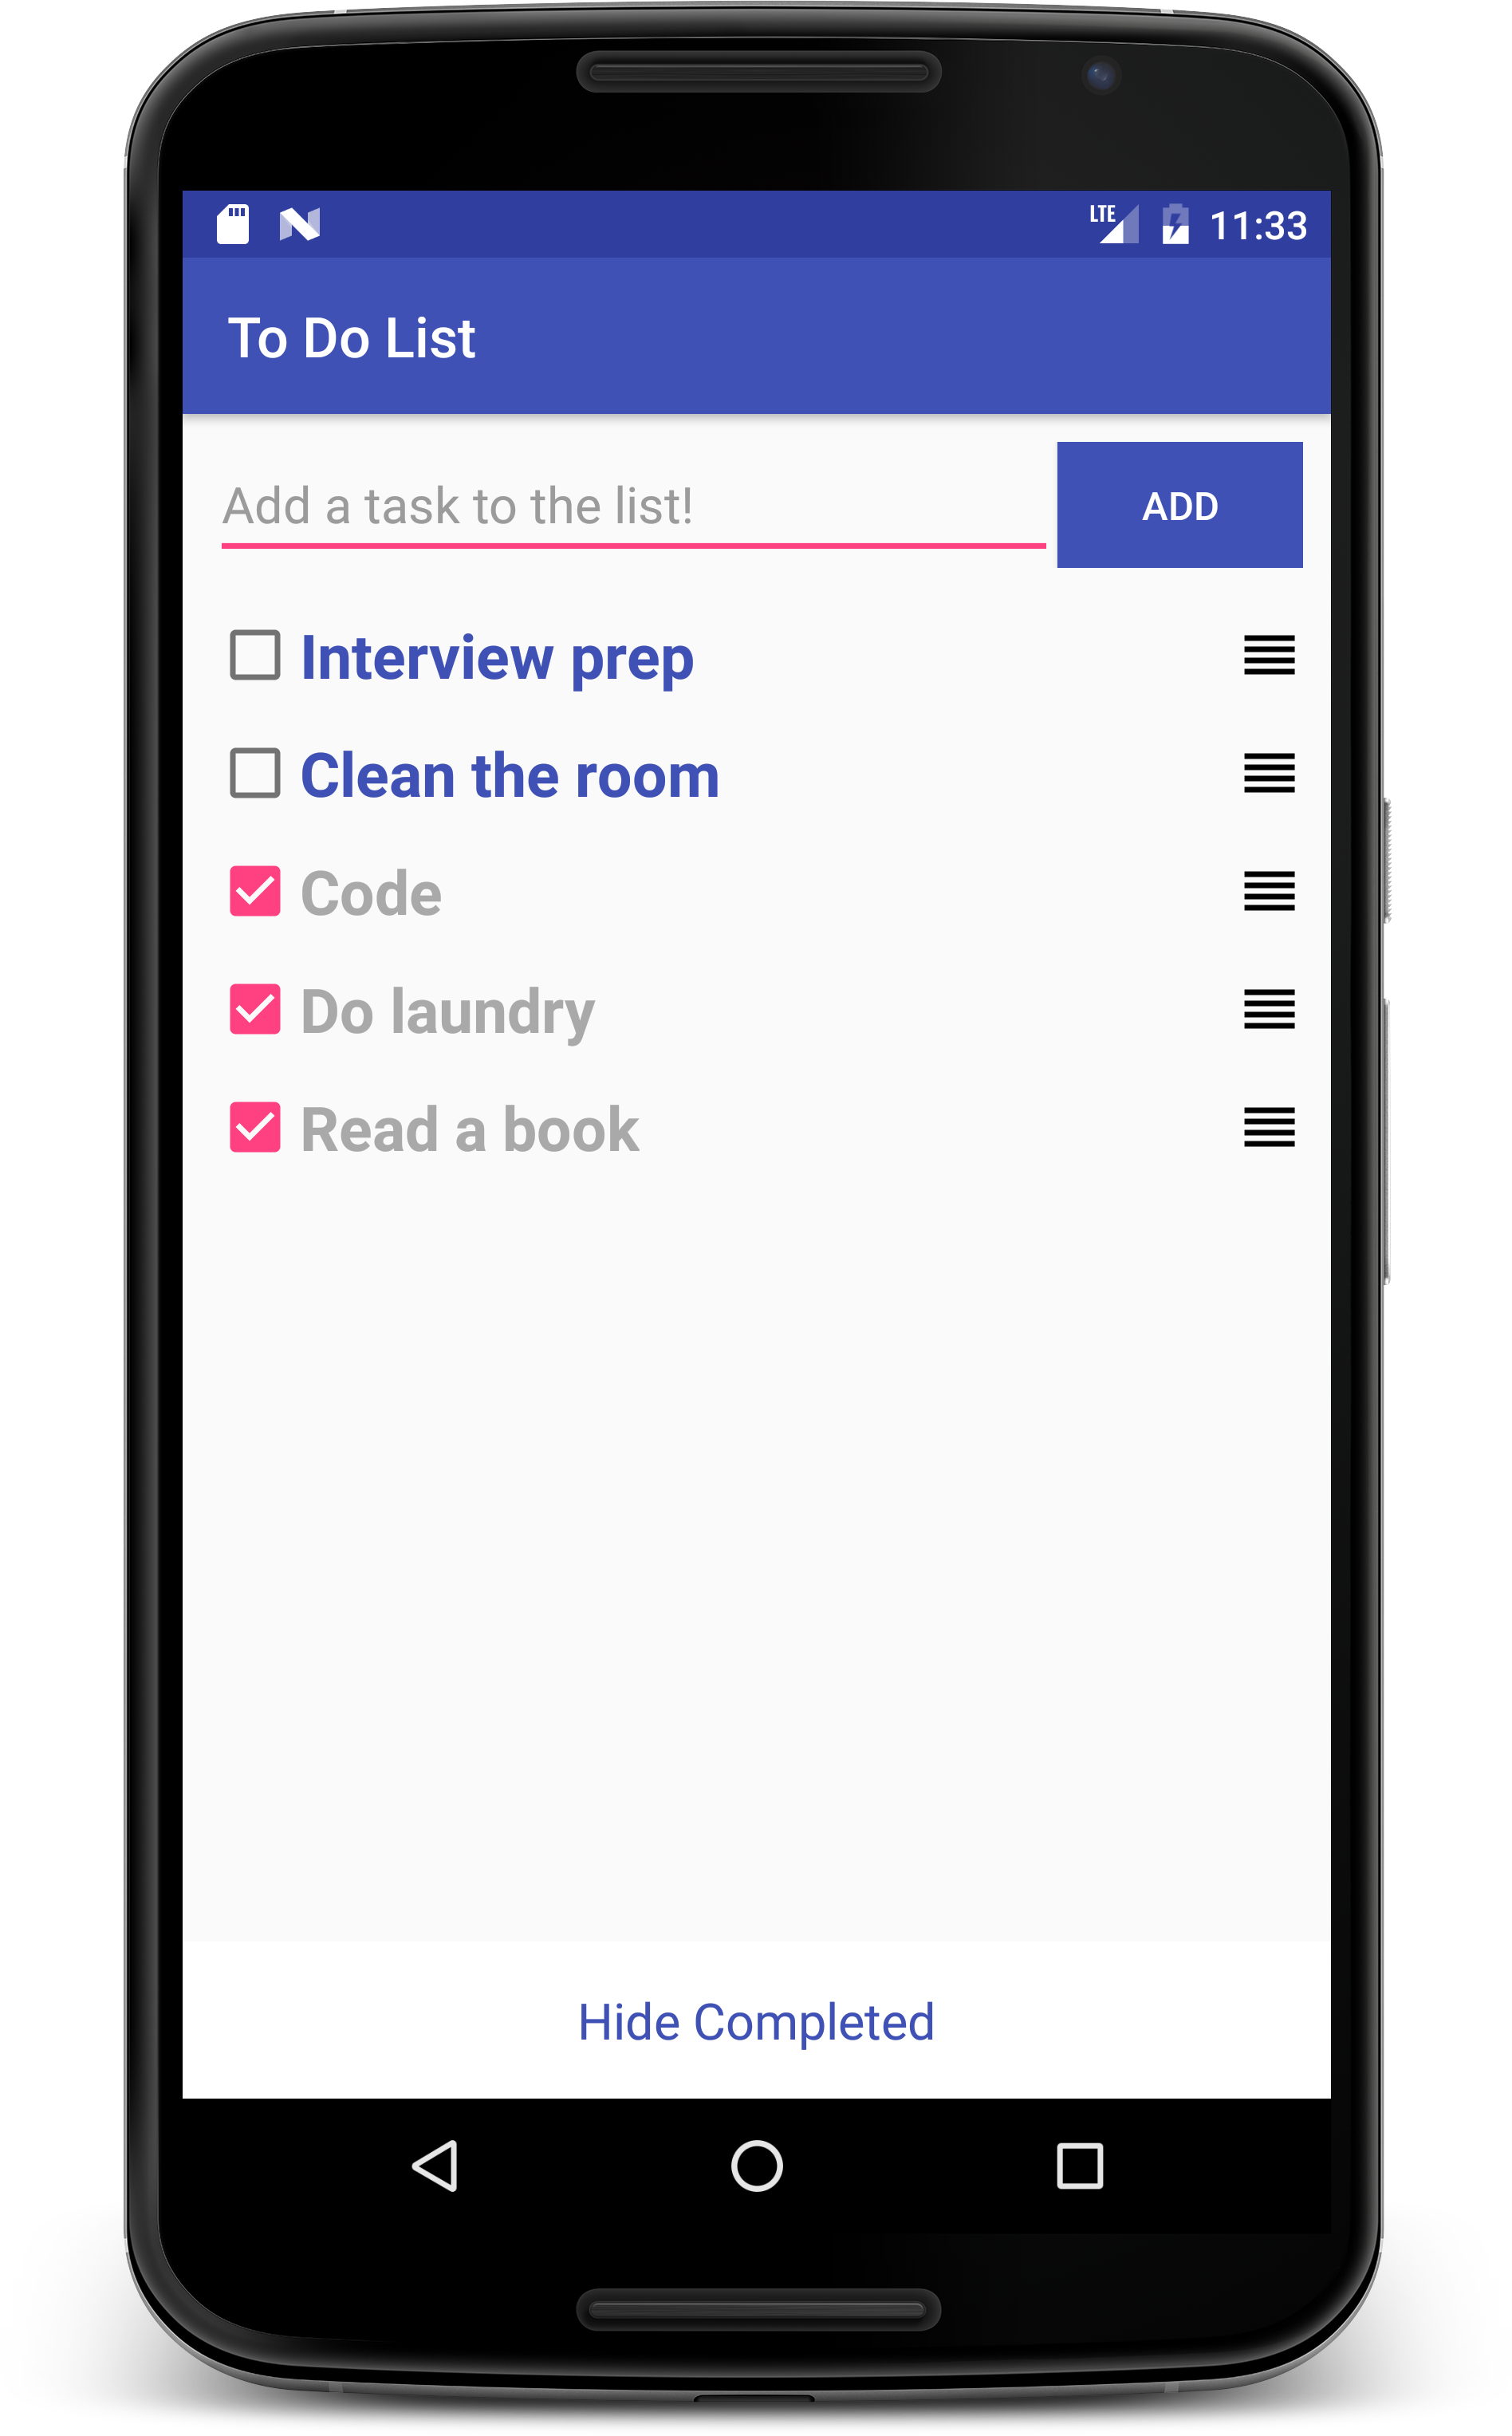 LTE 11:33
To Do List
Add a task to the list! ADD
Interview prep
Clean the room
Code
Do laundry
Read a book
Hide Completed